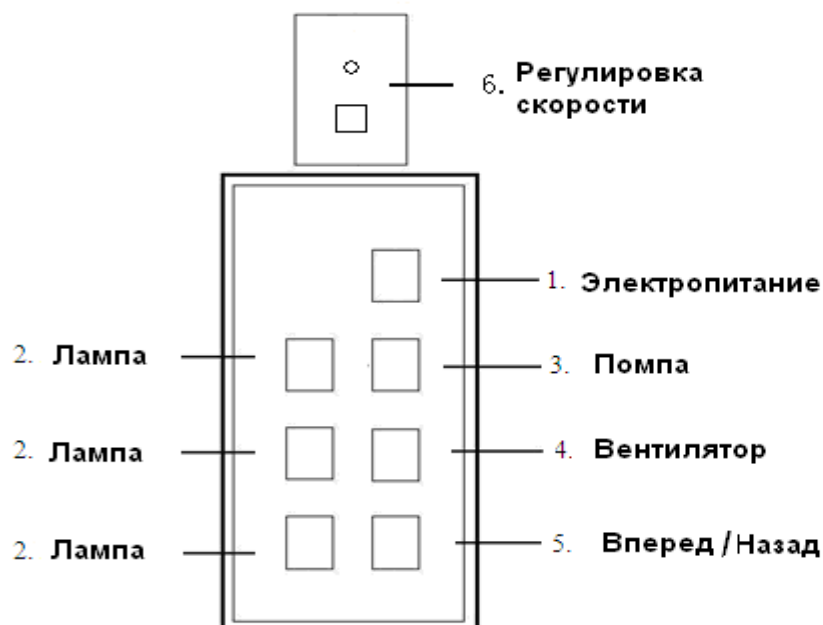 6. Регулировка
скорости
1. Электропитание
2. Лампа
3. Помпа
2. Лампа
4. Вентилятор
2. Лампа
5. Вперед / Назад